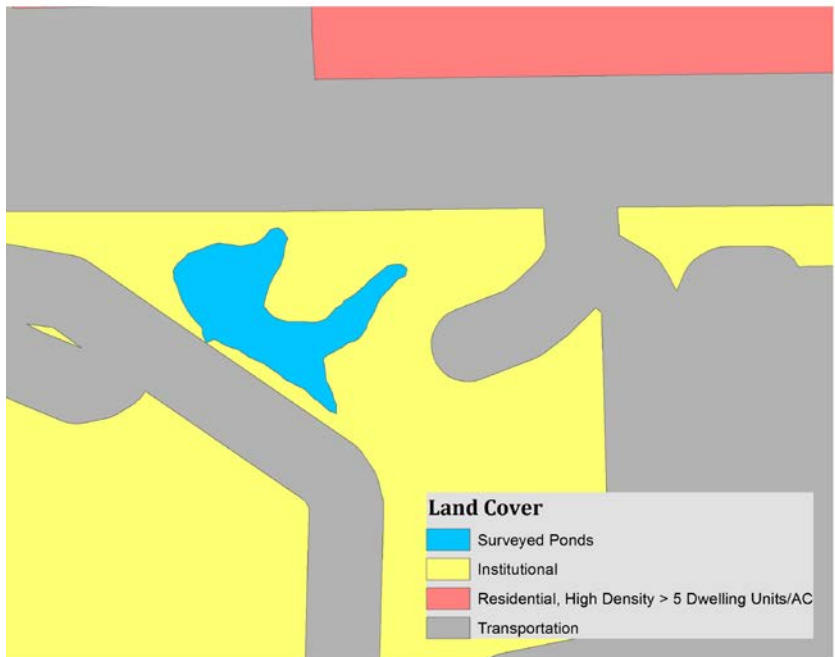 Land Cover
Surveyed Ponds
Institutional
Residential, High Density > 5 Dwelling Units/AC
Transportation